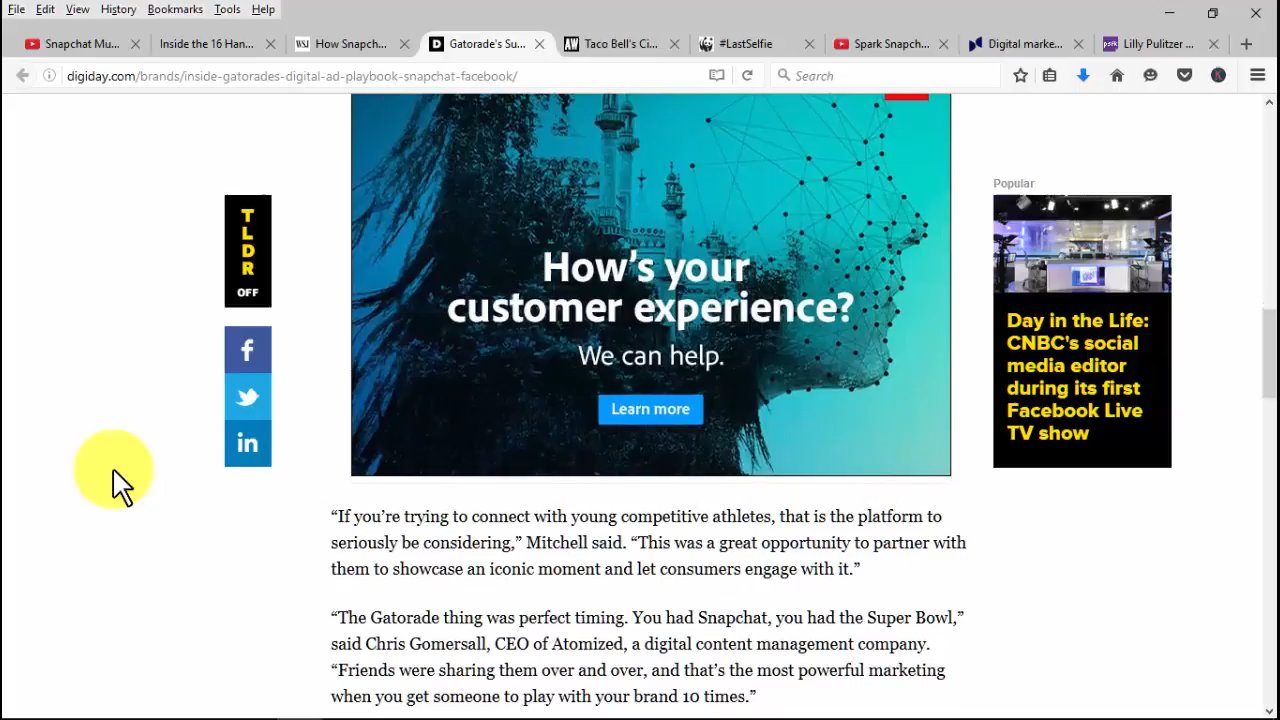 File Edit View History Bookmarks Tools Help
Snapchat Mu...
Inside the 16 Han...
WSJ How Snapch...
D Gatorade's Su...
AW Taco Bell's Ci...
#LastSelfie
Spark Snapch...
Digital marke...
psfk Lilly Pulitzer ...
digiday.com/brands/inside-gatorades-digital-ad-playbook-snapchat-facebook/
Search
T
L
D
R
OFF
f
in
How's your
customer experience?
We can help.
Learn more
Popular
Day in the Life:
CNBC's social
media editor
during its first
Facebook Live
TV show
“If you’re trying to connect with young competitive athletes, that is the platform to
seriously be considering,” Mitchell said. “This was a great opportunity to partner with
them to showcase an iconic moment and let consumers engage with it.”
“The Gatorade thing was perfect timing. You had Snapchat, you had the Super Bowl,”
said Chris Gomersall, CEO of Atomized, a digital content management company.
“Friends were sharing them over and over, and that’s the most powerful marketing
when you get someone to play with your brand 10 times.”